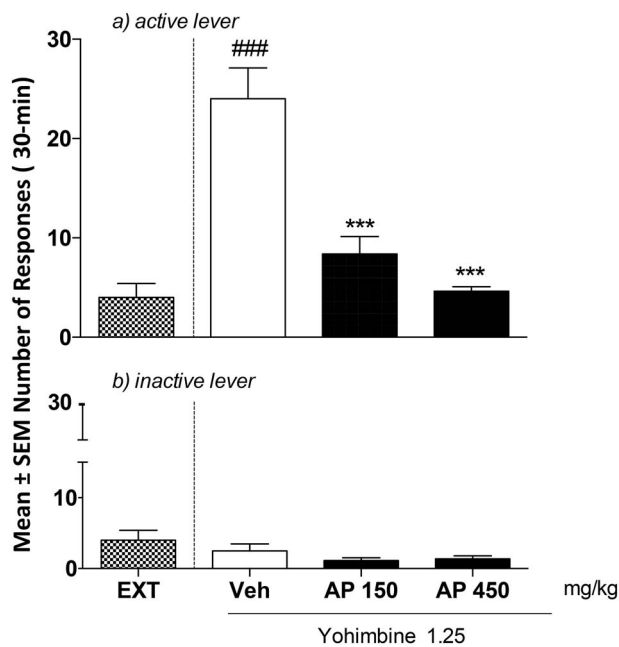 a) active lever
30
###
20
10
***
***
0
Mean ± SEM Number of Responses ( 30-min)
b) inactive lever
30
10
0
EXT Veh AP 150 AP 450 mg/kg
Yohimbine 1.25